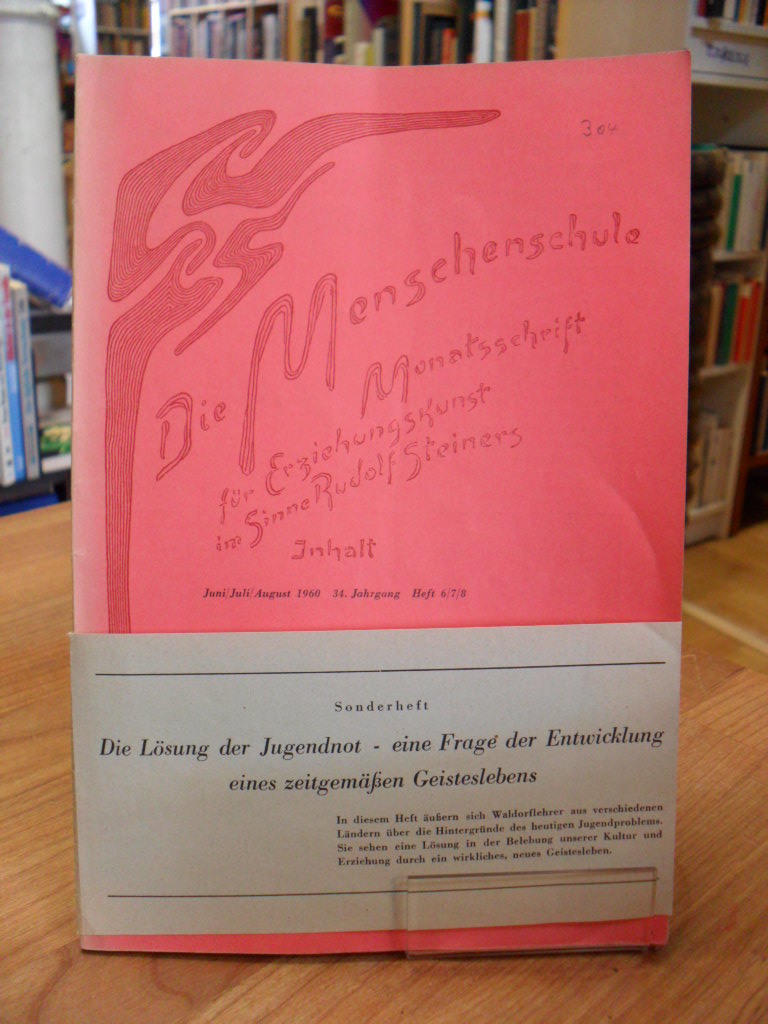 304
Die Menschenschule
Monatsschrift
für Erziehungskunst
im Sinne Rudolf Steiners
Inhalt
Juni/Juli/August 1960 34. Jahrgang Heft 6/7/8
Sonderheft
Die Lösung der Jugendnot - eine Frage der Entwicklung
eines zeitgemäßen Geisteslebens
In diesem Heft äußern sich Waldorflehrer aus verschiedenen
Ländern über die Hintergründe des heutigen Jugendproblems.
Sie sehen eine Lösung in der Belebung unserer Kultur und
Erziehung durch ein wirkliches, neues Geistesleben.